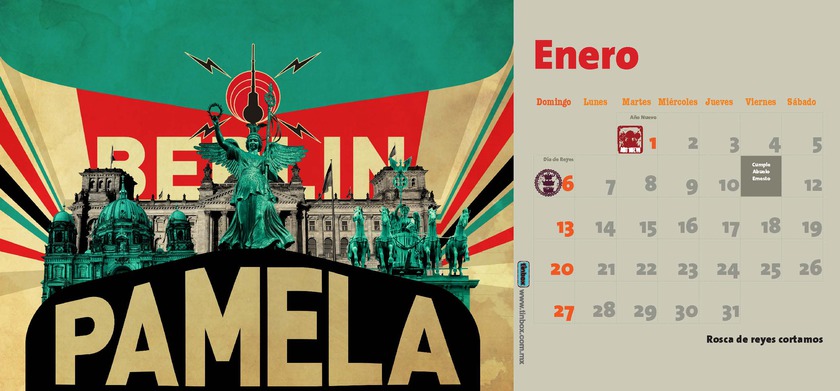 BERLIN
PAMELA
Enero
Domingo Lunes Martes Miércoles Jueves Viernes Sábado
Año Nuevo
1 2 3 4 5
Día de Reyes
6 7 8 9 10
Cumple
Abuelo
Ernesto
12
13 14 15 16 17 18 19
20 21 22 23 24 25 26
27 28 29 30 31
tinbox
www.tinbox.com.mx
Rosca de reyes cortamos